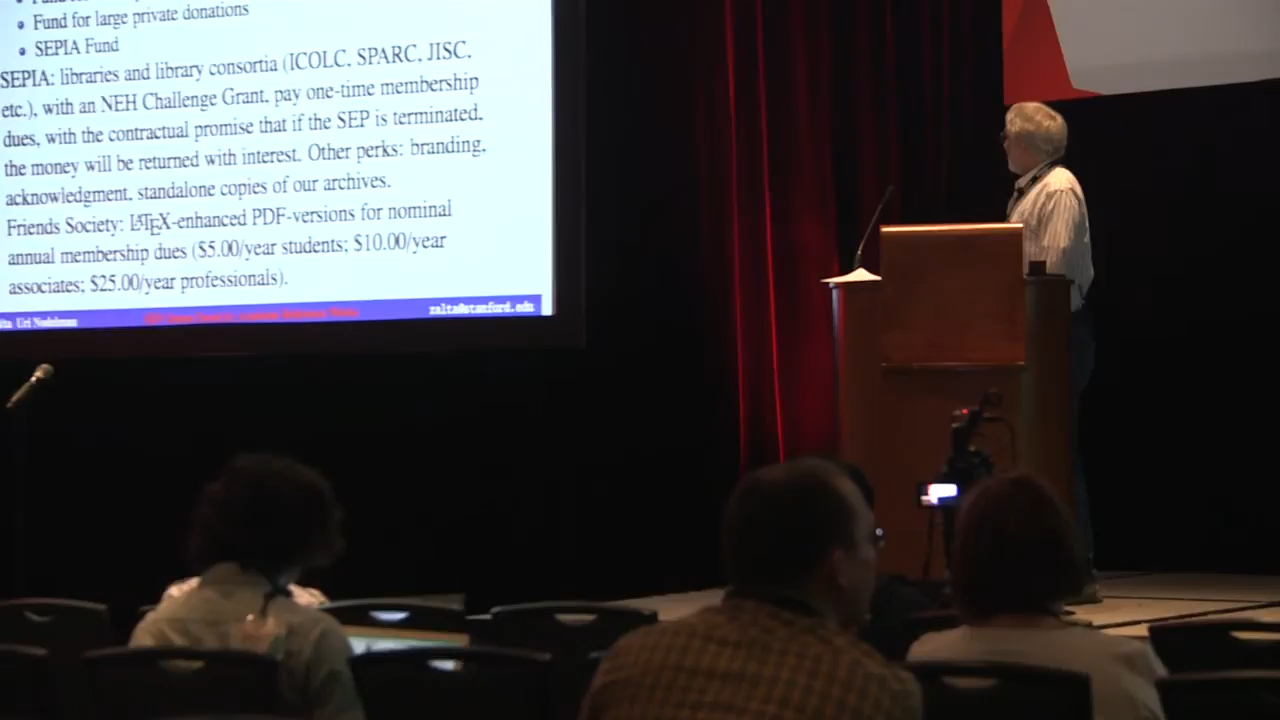 • Fund for large private donations
• SEPIA Fund
SEPIA: libraries and library consortia (ICOLC, SPARC, JISC,
etc.), with an NEH Challenge Grant, pay one-time membership
dues, with the contractual promise that if the SEP is terminated,
the money will be returned with interest. Other perks: branding,
acknowledgment, standalone copies of our archives.
Friends Society: LATEX-enhanced PDF-versions for nominal
annual membership dues ($5.00/year students; $10.00/year
associates; $25.00/year professionals).
Uri Nodelman zalta@stanford.edu